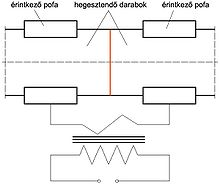 érintkező pofa
hegesztendő darabok
érintkező pofa